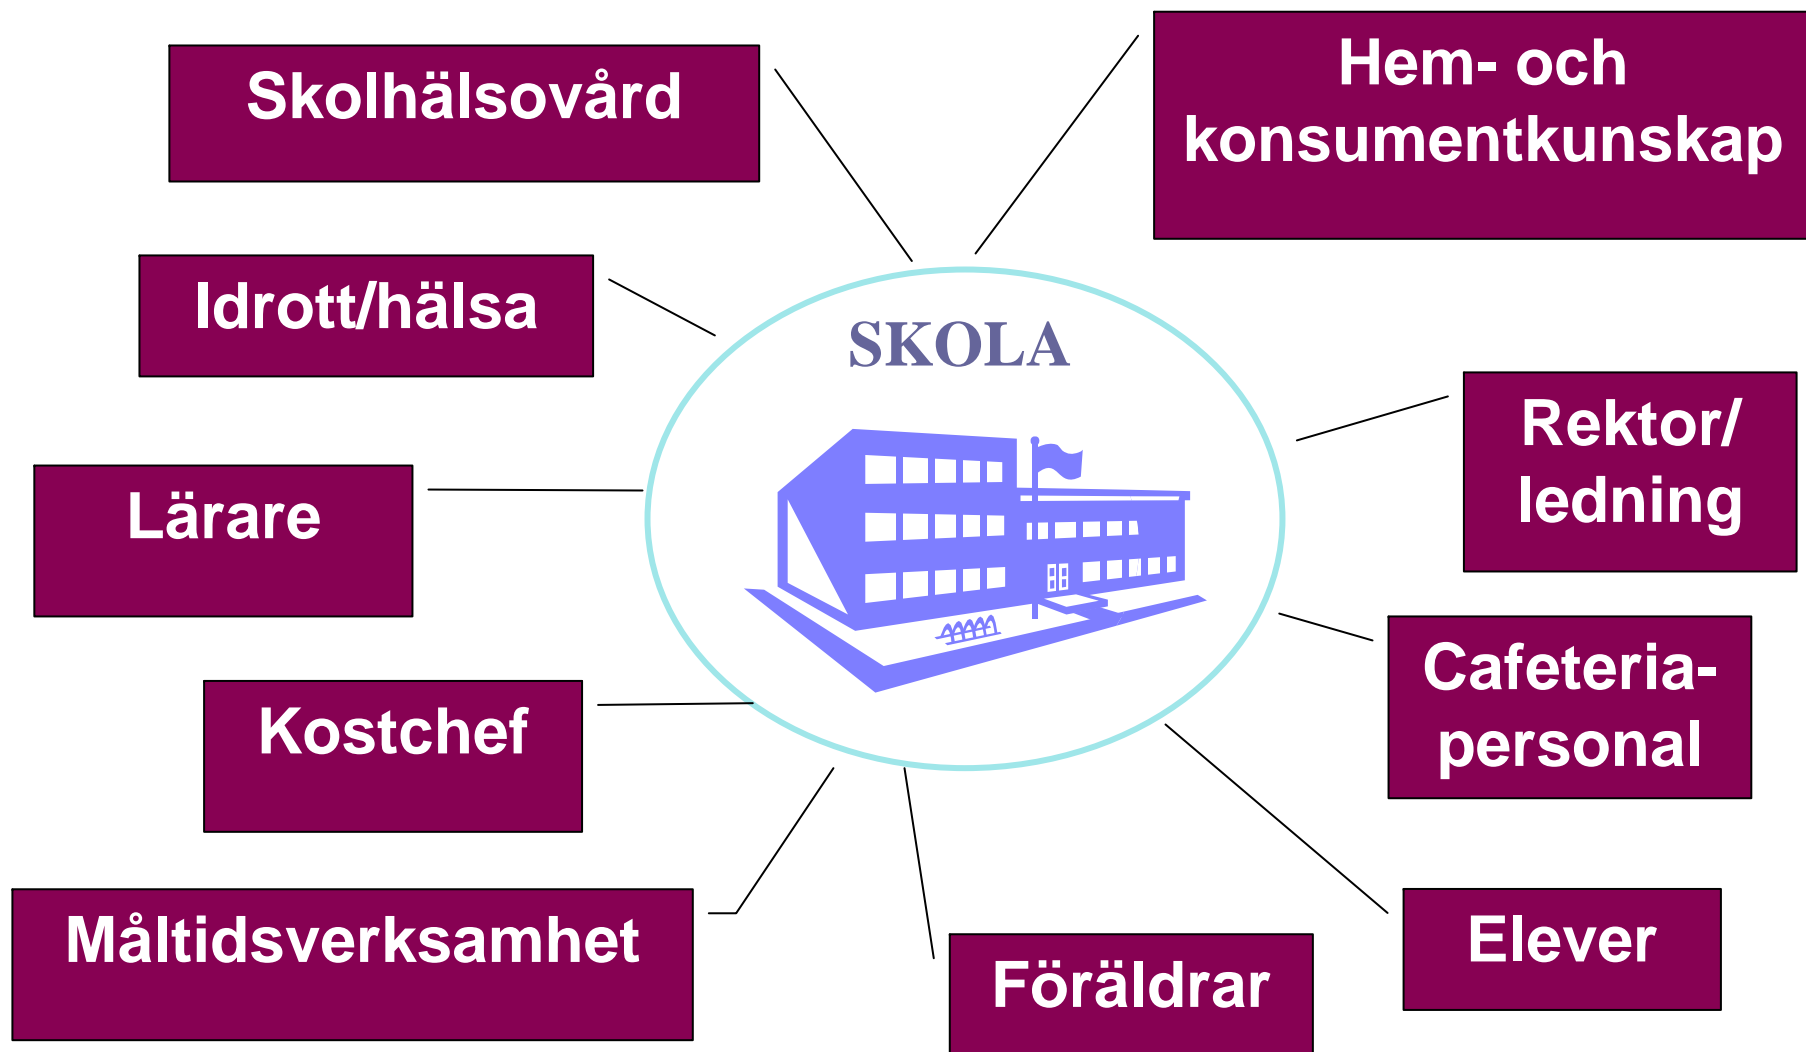 Skolhälsovård
Hem- och
konsumentkunskap
Idrott/hälsa
SKOLA
Rektor/
ledning
Lärare
Cafeteria-
personal
Kostchef
Måltidsverksamhet
Föräldrar
Elever